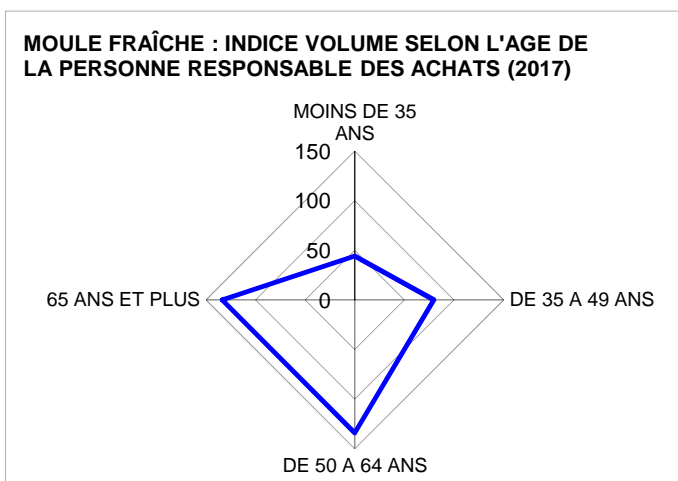 MOULE FRAÎCHE : INDICE VOLUME SELON L'AGE DE
LA PERSONNE RESPONSABLE DES ACHATS (2017)
MOINS DE 35
ANS
150
100
50
0
65 ANS ET PLUS
DE 35 A 49 ANS
DE 50 A 64 ANS